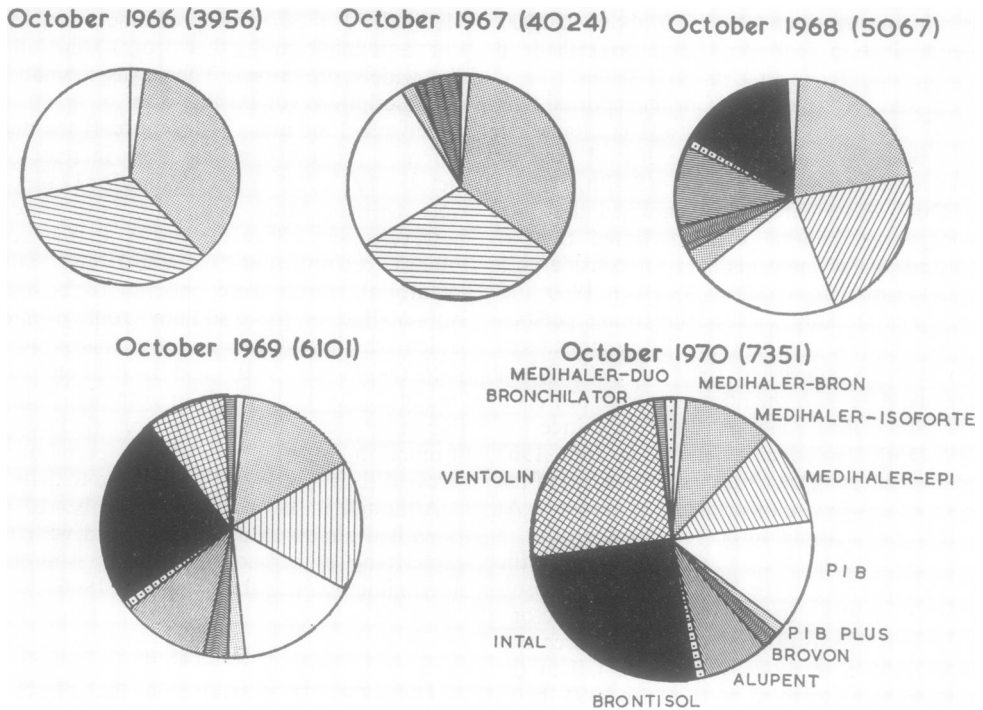 October 1966 (3956)
October 1967 (4024)
October 1968 (5067)
October 1969 (6101)
October 1970 (7351)
MEDIHALER-DUO
BRONCHILATOR
MEDIHALER-BRON
MEDIHALER-ISOFORTE
VENTOLIN
MEDIHALER-EPI
PIB
INTAL
PIB PLUS
BROVON
ALUPENT
BRONTISOL